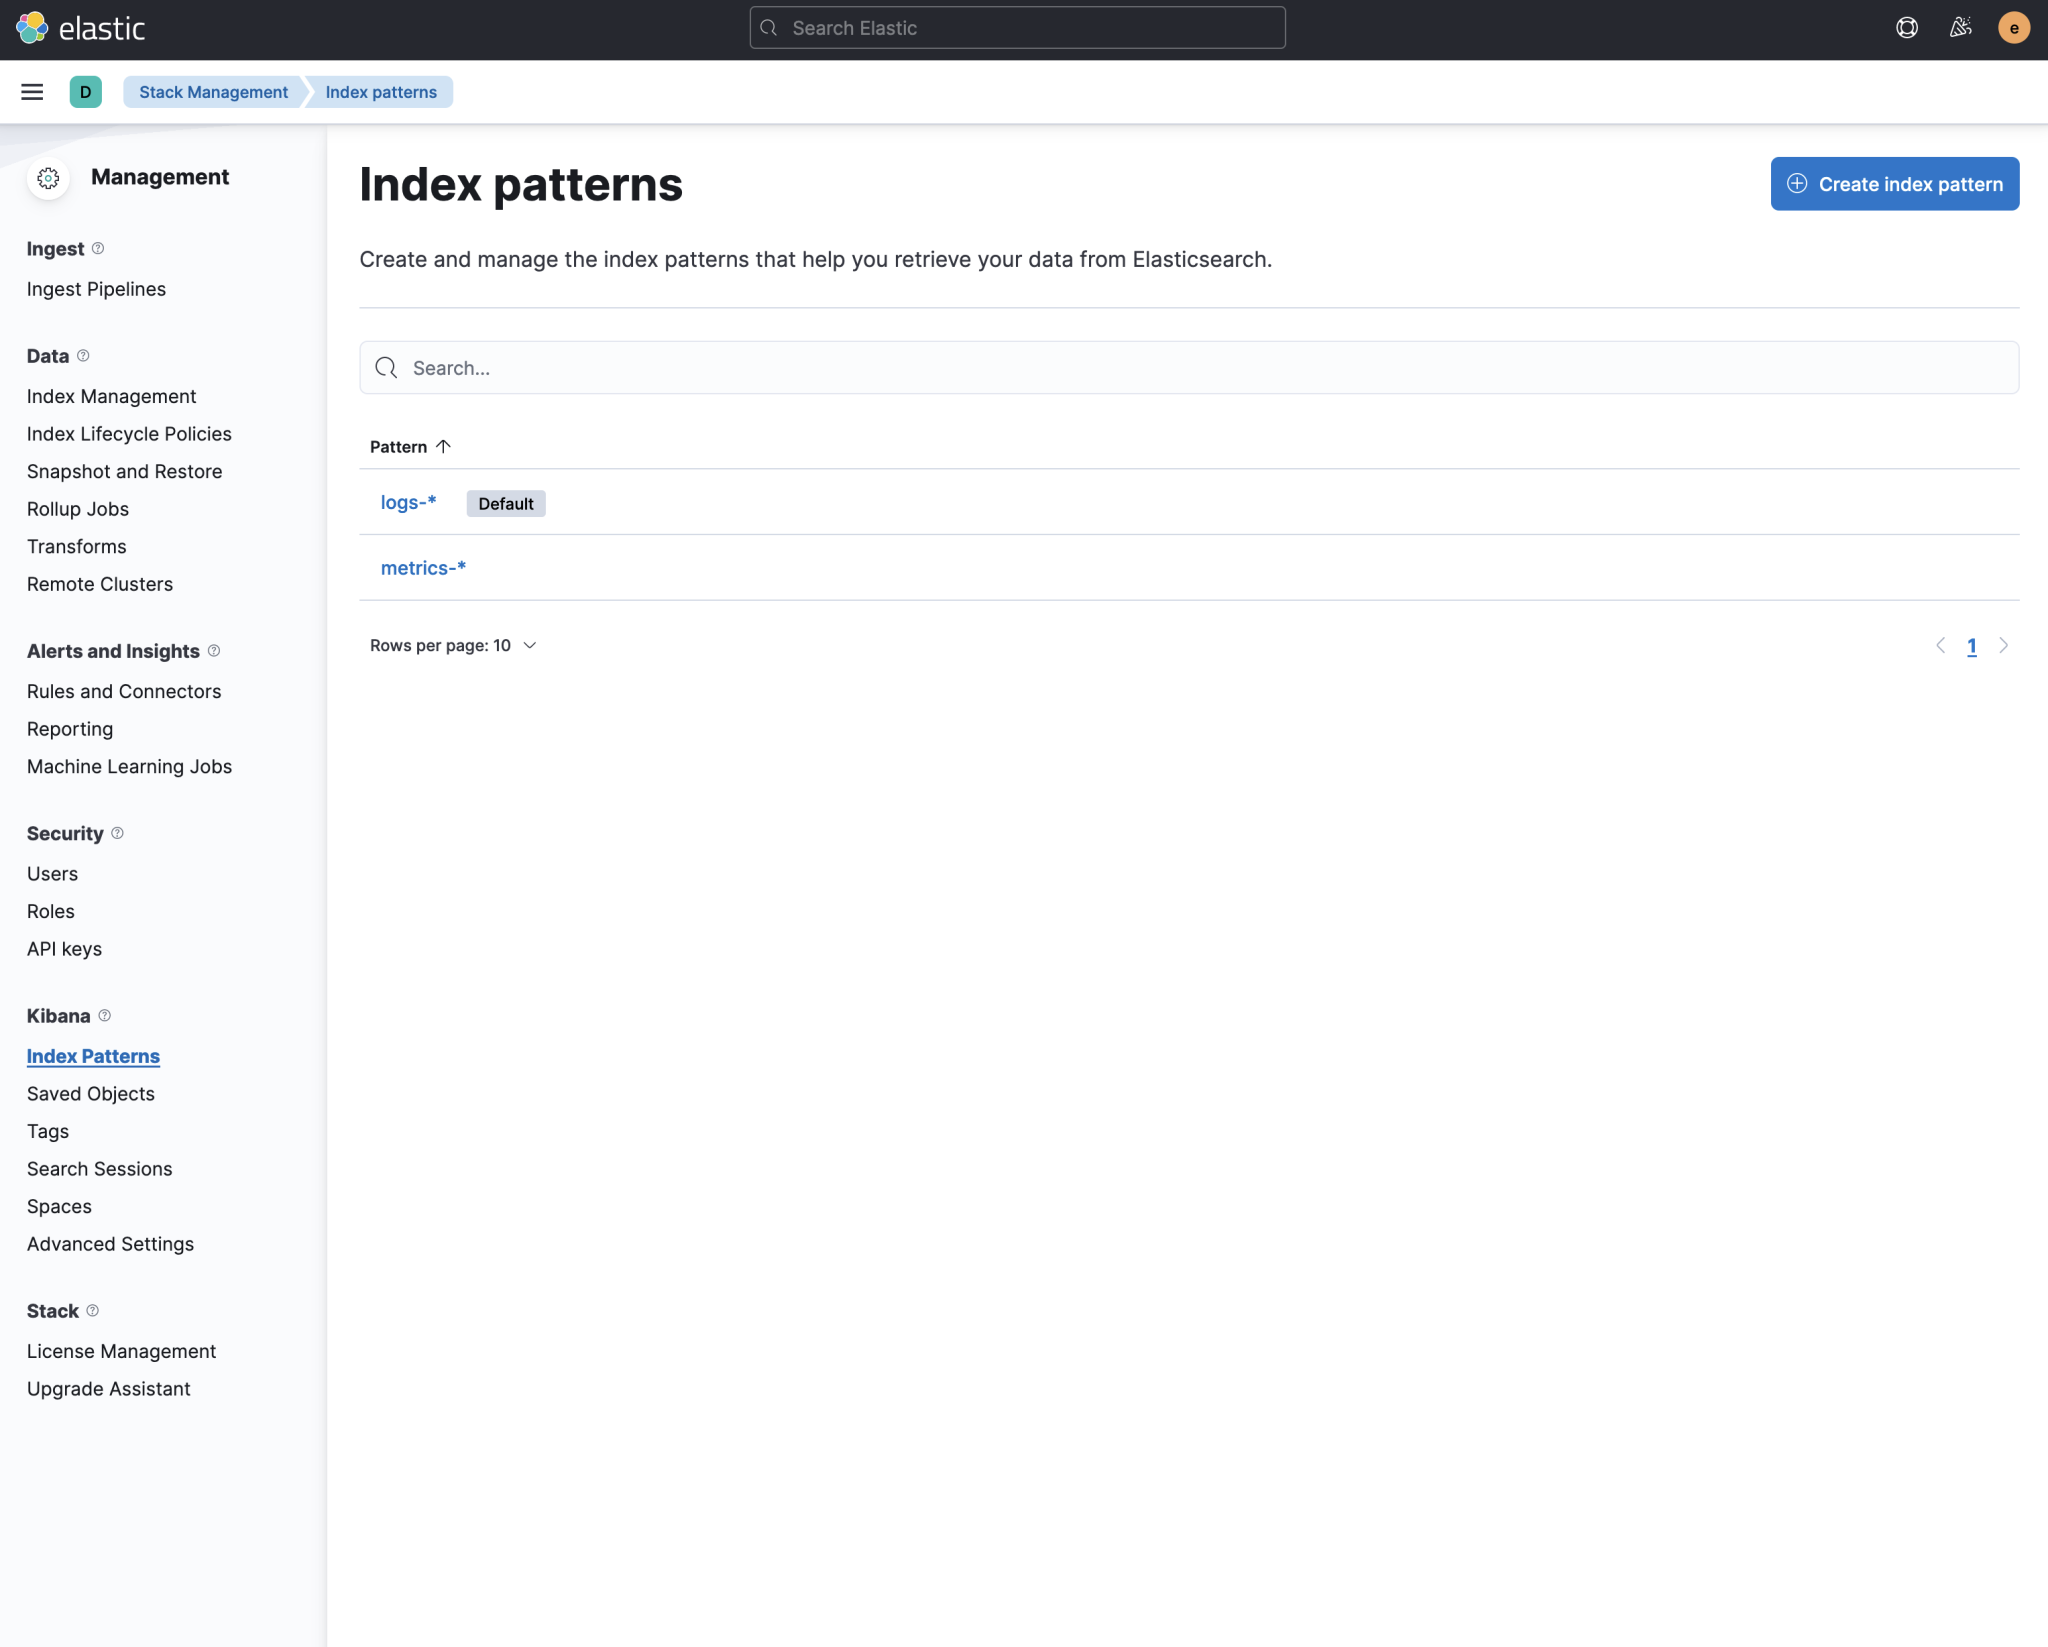 elastic
Search Elastic
e
D
Stack Management
Index patterns
Management
Ingest
Ingest Pipelines
Data
Index Management
Index Lifecycle Policies
Snapshot and Restore
Rollup Jobs
Transforms
Remote Clusters
Alerts and Insights
Rules and Connectors
Reporting
Machine Learning Jobs
Security
Users
Roles
API keys
Kibana
Index Patterns
Saved Objects
Tags
Search Sessions
Spaces
Advanced Settings
Stack
License Management
Upgrade Assistant
Index patterns
Create index pattern
Create and manage the index patterns that help you retrieve your data from Elasticsearch.
Search...
Pattern
logs-* Default
metrics-*
Rows per page: 10
1